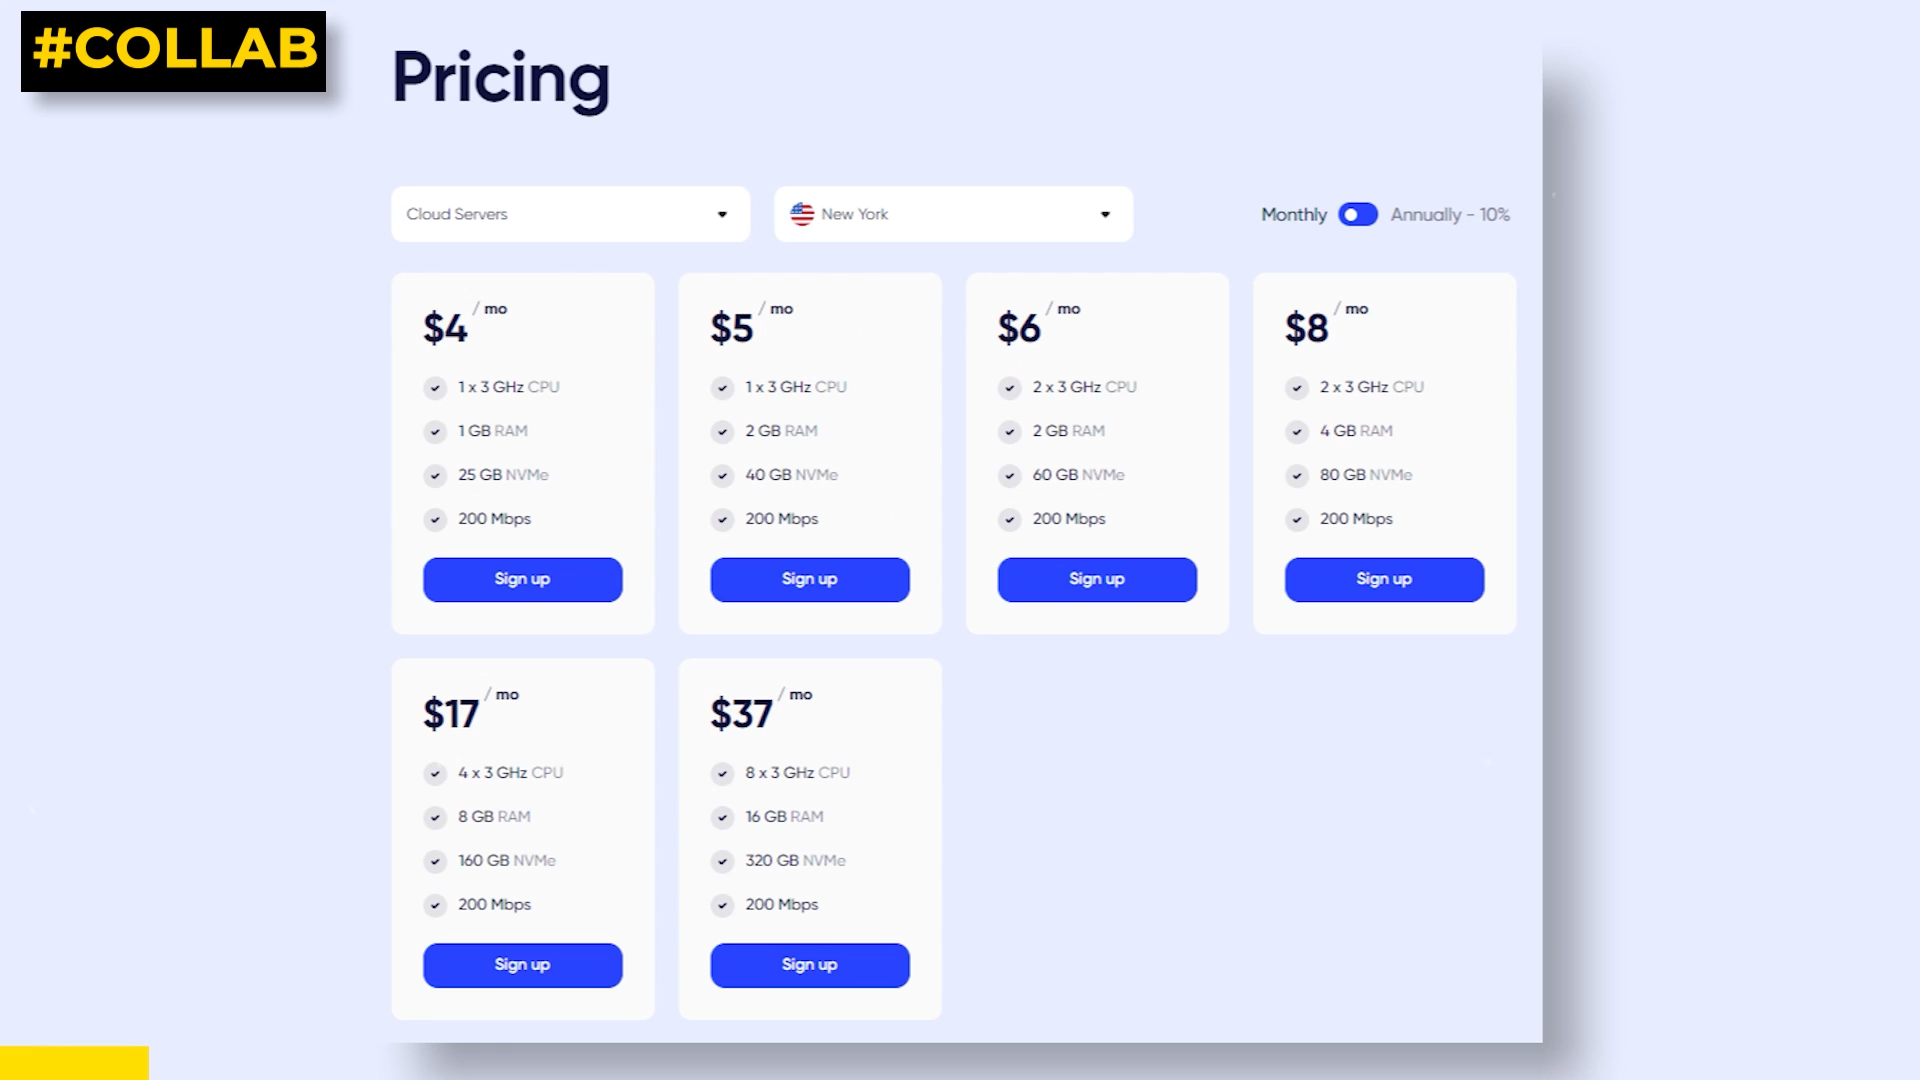 #COLLAB
Pricing
Cloud Servers
New York
Monthly
Annually - 10%
$4 / mo
1 x 3 GHz CPU
1 GB RAM
25 GB NVMe
200 Mbps
Sign up
$5 / mo
1 x 3 GHz CPU
2 GB RAM
40 GB NVMe
200 Mbps
Sign up
$6 / mo
2 x 3 GHz CPU
2 GB RAM
60 GB NVMe
200 Mbps
Sign up
$8 / mo
2 x 3 GHz CPU
4 GB RAM
80 GB NVMe
200 Mbps
Sign up
$17 / mo
4 x 3 GHz CPU
8 GB RAM
160 GB NVMe
200 Mbps
Sign up
$37 / mo
8 x 3 GHz CPU
16 GB RAM
320 GB NVMe
200 Mbps
Sign up